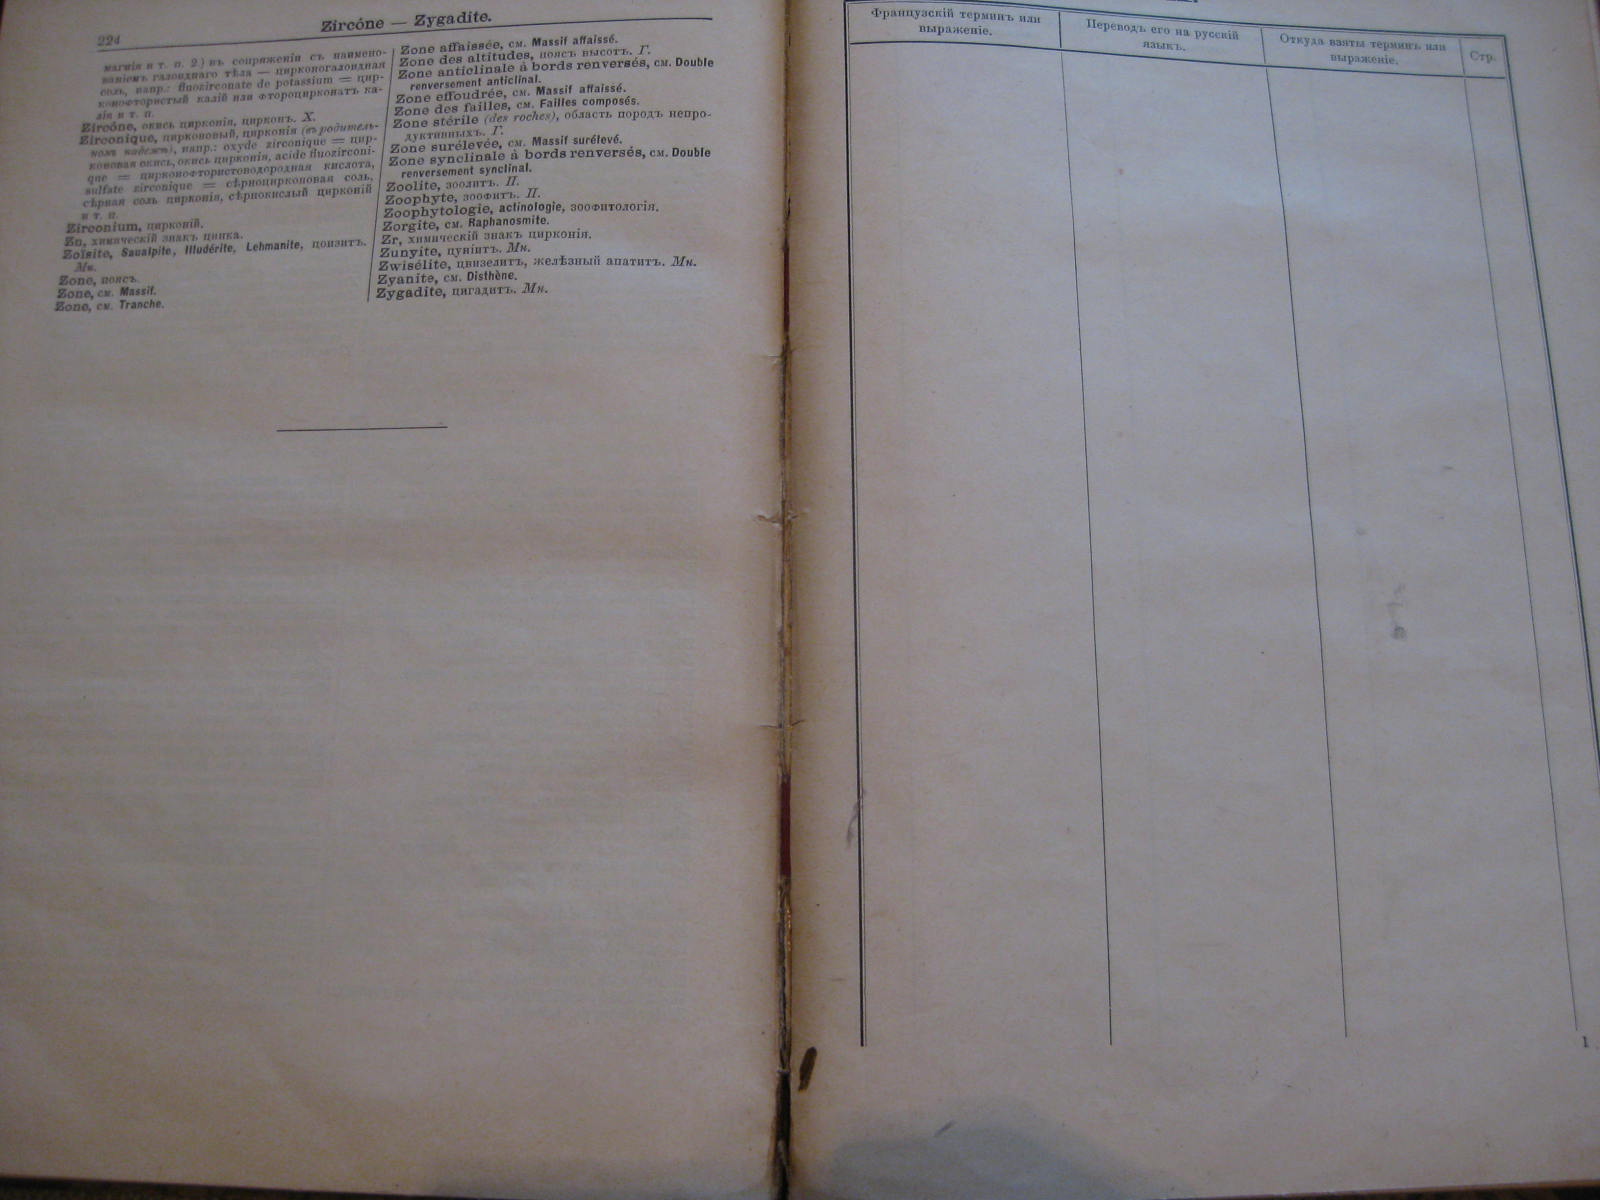 224
Zircóne — Zygadite.
магнія и т. п. 2) въ сопряженіи съ наимено-
ваніемъ галоиднаго тѣла — цирконогалоидная
соль, напр.: fluozirconate de potassium = цир-
конофтористый калій или фтороцирконатъ ка-
лія и т. п.
Zircône, окись цирконія, цирконъ. Х.
Zirconique, цирконовый, цирконія (въ родитель-
номъ падежѣ), напр.: oxyde zirconique = цир-
коновая окись, окись цирконія, acide fluozirconi-
que = цирконофтористоводородная кислота,
sulfate zirconique = сѣрноцирконовая соль,
сѣрная соль цирконія, сѣрнокислый цирконій
и т. п.
Zirconium, цирконій.
Zn, химическій знакъ цинка.
Zoïsite, Saualpite, Illudérite, Lehmanite, цоизитъ.
Мн.
Zone, поясъ.
Zone, см. Massif.
Zone, см. Tranche.
Zone affaissée, см. Massif affaissé.
Zone des altitudes, поясъ высотъ. Г.
Zone anticlinale à bords renversés, см. Double
renversement anticlinal.
Zone effoudrée, см. Massif affaissé.
Zone des failles, см. Failles composés.
Zone stérile (des roches), область породъ непро-
дуктивныхъ. Г.
Zone surélevée, см. Massif surélevé.
Zone synclinale à bords renversés, см. Double
renversement synclinal.
Zoolite, зоолитъ. П.
Zoophyte, зоофитъ. П.
Zoophytologie, actinologie, зоофитологія.
Zorgite, см. Raphanosmite.
Zr, химическій знакъ цирконія.
Zunyite, цуніитъ. Мн.
Zwisélite, цвизелитъ, желѣзный апатитъ. Мн.
Zyanite, см. Disthène.
Zygadite, цигадитъ. Мн.
Французскій терминъ или
выраженіе.
Переводъ его на русскій
языкъ.
Откуда взяты терминъ или
выраженіе.
Стр.
1